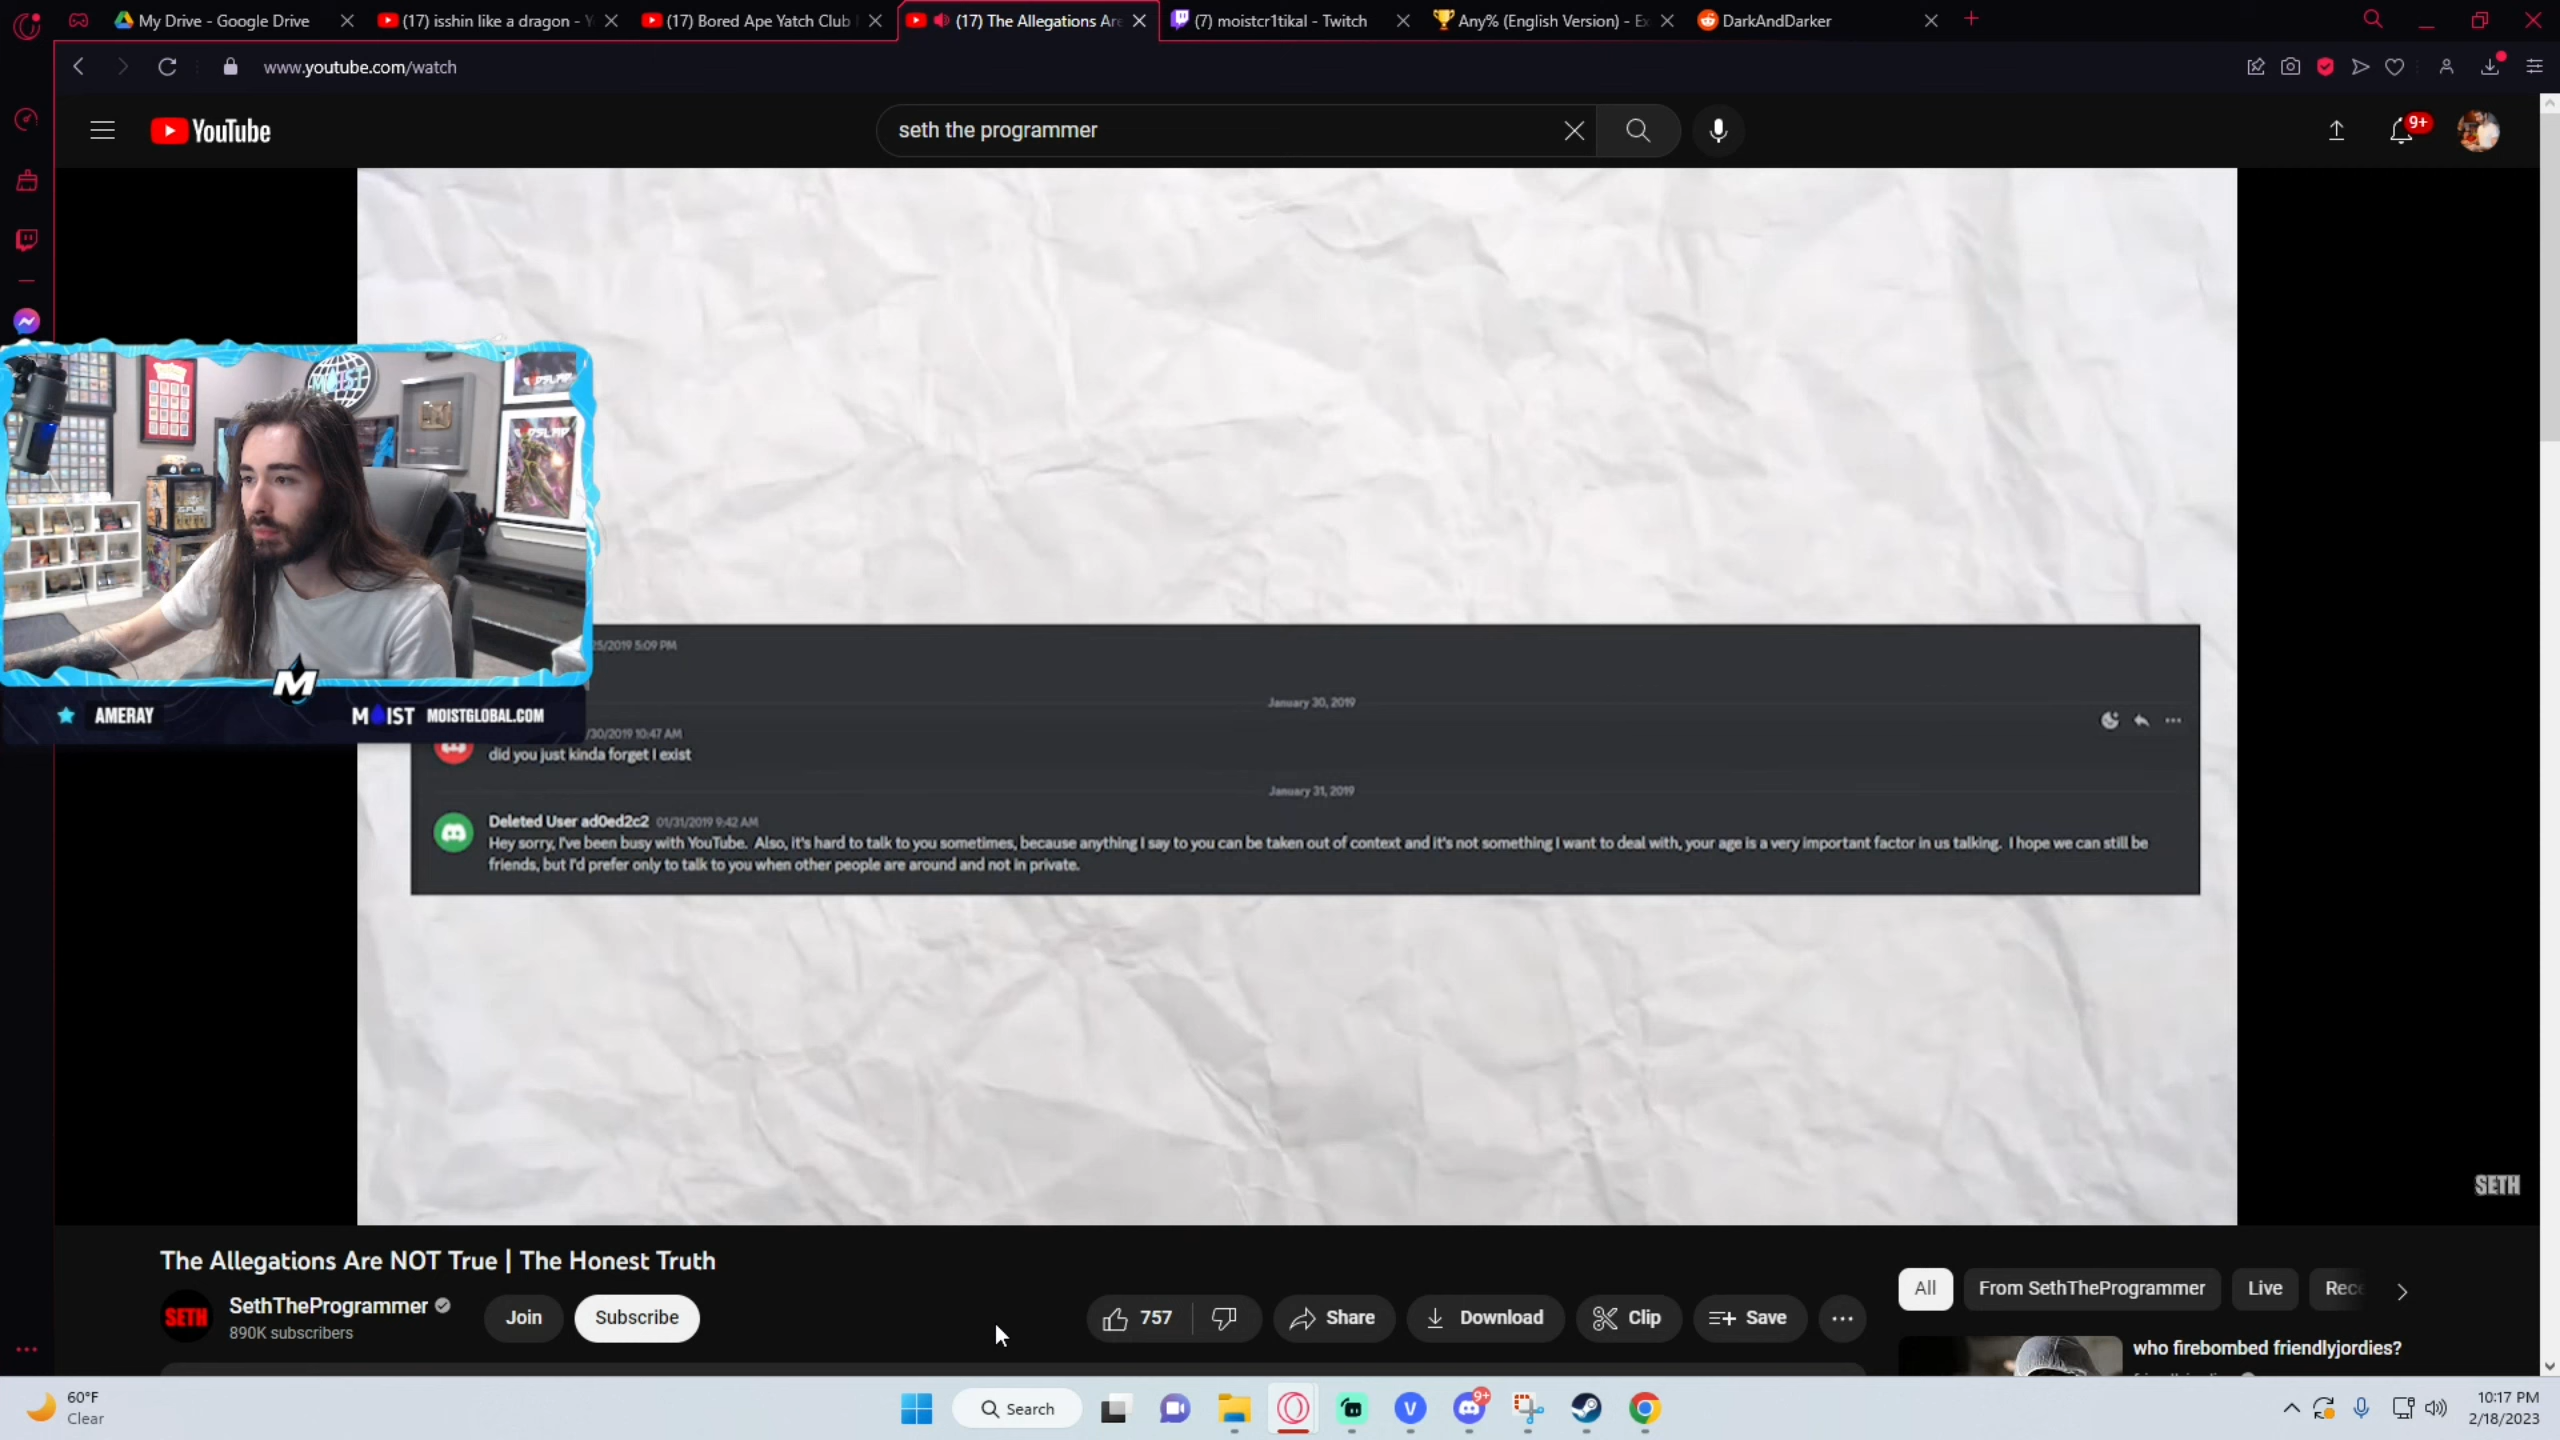 My Drive - Google Drive
(17) isshin like a dragon - Y
(17) Bored Ape Yatch Club
(17) The Allegations Are
(7) moistcr1tikal - Twitch
Any% (English Version) - Ex
DarkAndDarker
www.youtube.com/watch
YouTube
seth the programmer
9+
MOIST
AMERAY
M
MOIST
MOISTGLOBAL.COM
25/2019 5:09 PM
January 30, 2019
/30/2019 10:47 AM
did you just kinda forget I exist
January 31, 2019
Deleted User ad0ed2c2 01/31/2019 9:42 AM
Hey sorry, I've been busy with YouTube. Also, it's hard to talk to you sometimes, because anything I say to you can be taken out of context and it's not something I want to deal with, your age is a very important factor in us talking. I hope we can still be
friends, but I'd prefer only to talk to you when other people are around and not in private.
SETH
The Allegations Are NOT True | The Honest Truth
SETH
SethTheProgrammer
890K subscribers
Join
Subscribe
757
Share
Download
Clip
Save
All
From SethTheProgrammer
Live
Rece
who firebombed friendlyjordies?
60°F
Clear
Search
V
9+
10:17 PM
2/18/2023